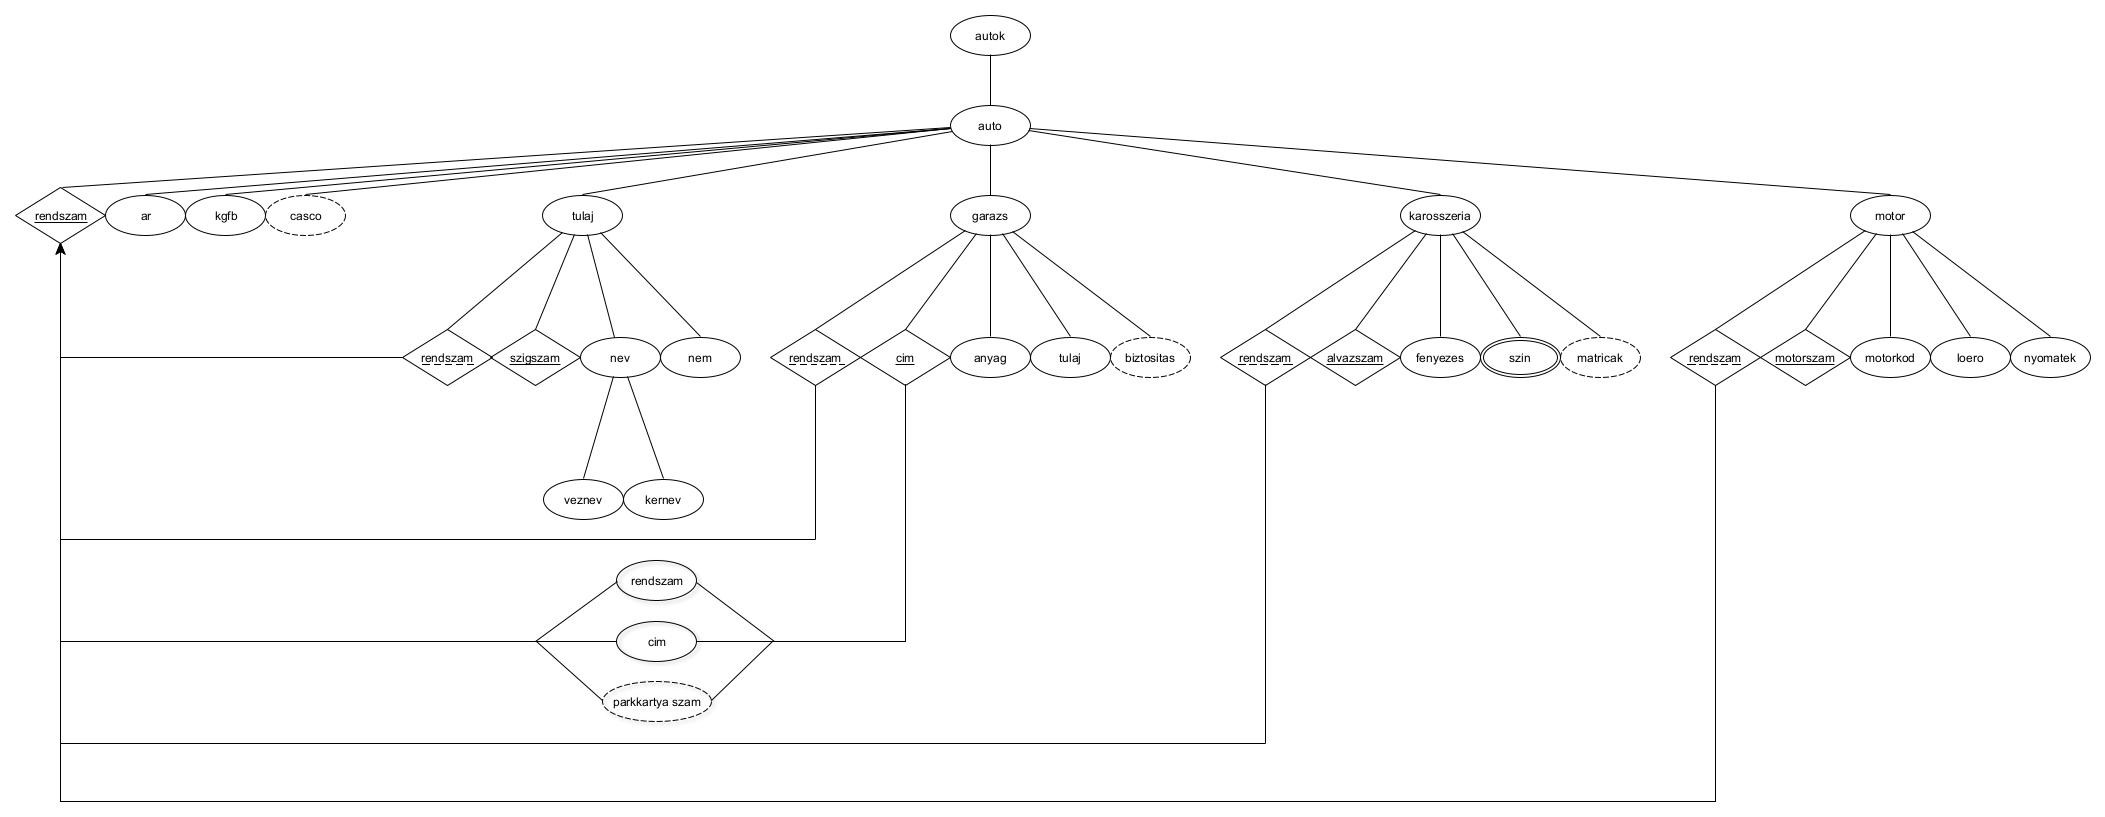 autok
auto
rendszam
ar
kgfb
casco
tulaj
garazs
karosszeria
motor
rendszam
szigszam
nev
nem
rendszam
cim
anyag
tulaj
biztositas
rendszam
alvazszam
fenyezes
szin
matricak
rendszam
motorszam
motorkod
loero
nyomatek
veznev
kernev
rendszam
cim
parkkartya szam